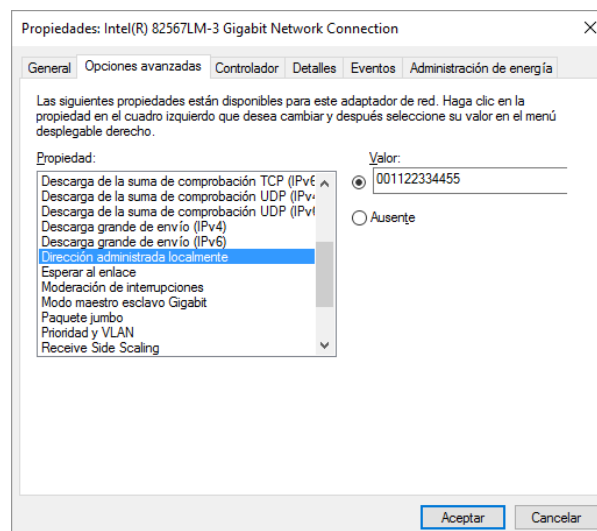 Propiedades: Intel(R) 82567LM-3 Gigabit Network Connection
General Opciones avanzadas Controlador Detalles Eventos Administración de energía
Las siguientes propiedades están disponibles para este adaptador de red. Haga clic en la
propiedad en el cuadro izquierdo que desea cambiar y después seleccione su valor en el menú
desplegable derecho.
Propiedad:
Descarga de la suma de comprobación TCP (IPv6
Descarga de la suma de comprobación UDP (IPv4
Descarga de la suma de comprobación UDP (IPv6
Descarga grande de envío (IPv4)
Descarga grande de envío (IPv6)
Dirección administrada localmente
Esperar al enlace
Moderación de interrupciones
Modo maestro esclavo Gigabit
Paquete jumbo
Prioridad y VLAN
Receive Side Scaling
Valor:
001122334455
Ausente
Aceptar Cancelar